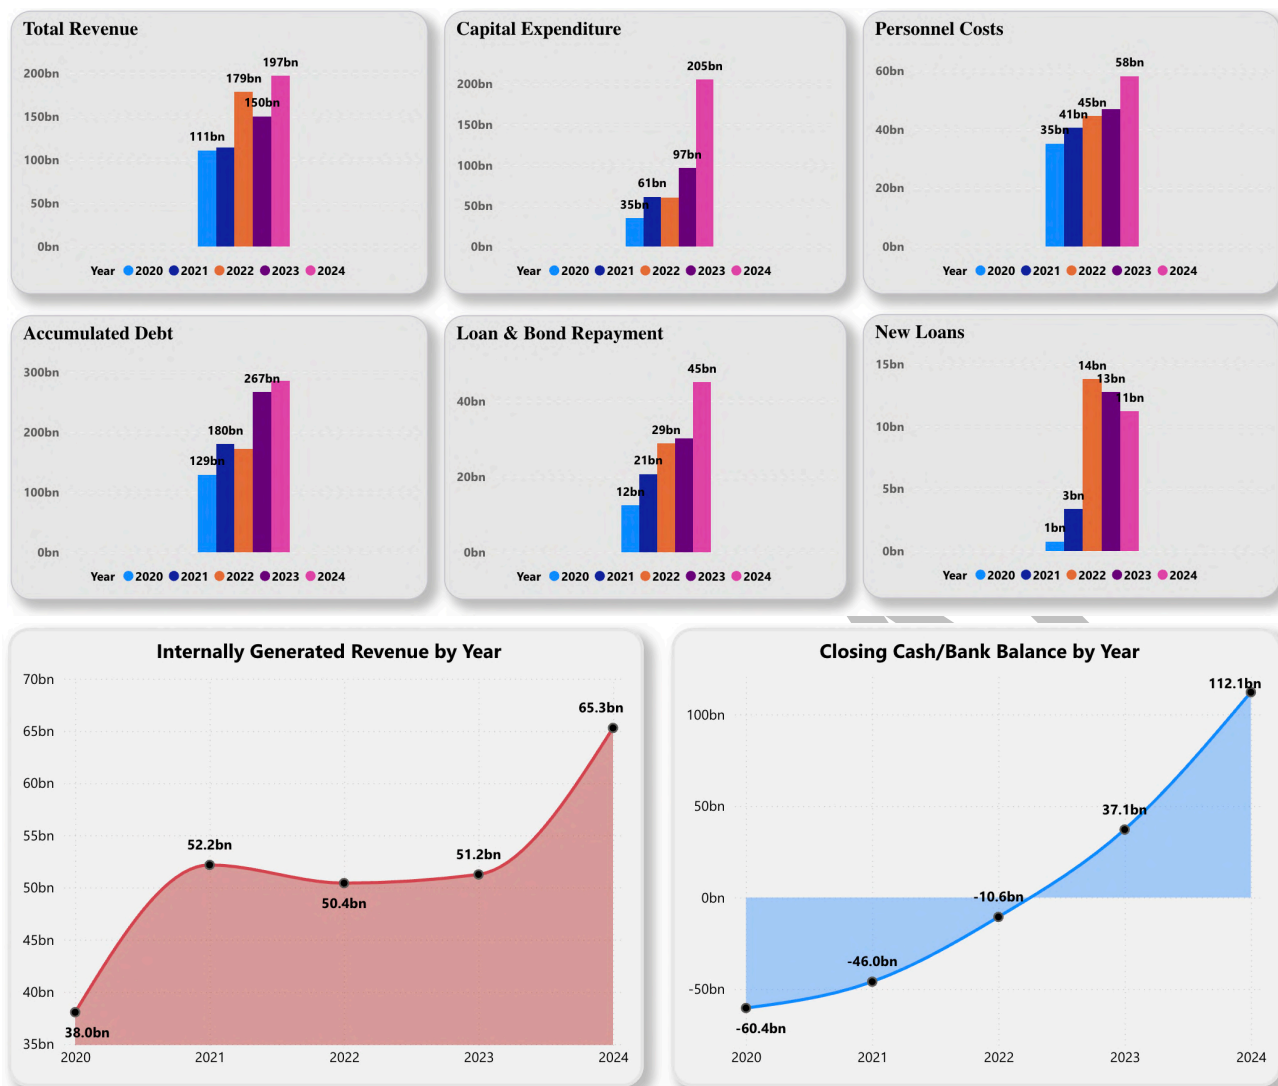 Total Revenue
200bn
150bn
100bn
50bn
0bn
111bn
179bn
150bn
197bn
Year 2020 2021 2022 2023 2024
Capital Expenditure
200bn
150bn
100bn
50bn
0bn
35bn
61bn
97bn
205bn
Year 2020 2021 2022 2023 2024
Personnel Costs
60bn
40bn
20bn
0bn
35bn
41bn
45bn
58bn
Year 2020 2021 2022 2023 2024
Accumulated Debt
300bn
200bn
100bn
0bn
129bn
180bn
267bn
Year 2020 2021 2022 2023 2024
Loan & Bond Repayment
40bn
20bn
0bn
12bn
21bn
29bn
45bn
Year 2020 2021 2022 2023 2024
New Loans
15bn
10bn
5bn
0bn
1bn
3bn
14bn
13bn
11bn
Year 2020 2021 2022 2023 2024
Internally Generated Revenue by Year
70bn
65bn
60bn
55bn
50bn
45bn
40bn
35bn
38.0bn
52.2bn
50.4bn
51.2bn
65.3bn
2020 2021 2022 2023 2024
Closing Cash/Bank Balance by Year
100bn
50bn
0bn
-50bn
-60.4bn
-46.0bn
-10.6bn
37.1bn
112.1bn
2020 2021 2022 2023 2024